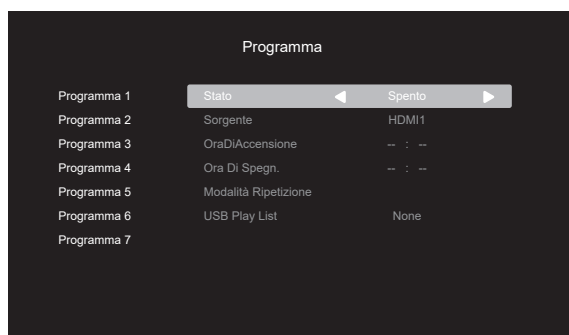 Programma
Programma 1 Stato Spento
Programma 2 Sorgente HDMI1
Programma 3 OraDiAccensione -- : --
Programma 4 Ora Di Spegn. -- : --
Programma 5 Modalità Ripetizione
Programma 6 USB Play List None
Programma 7